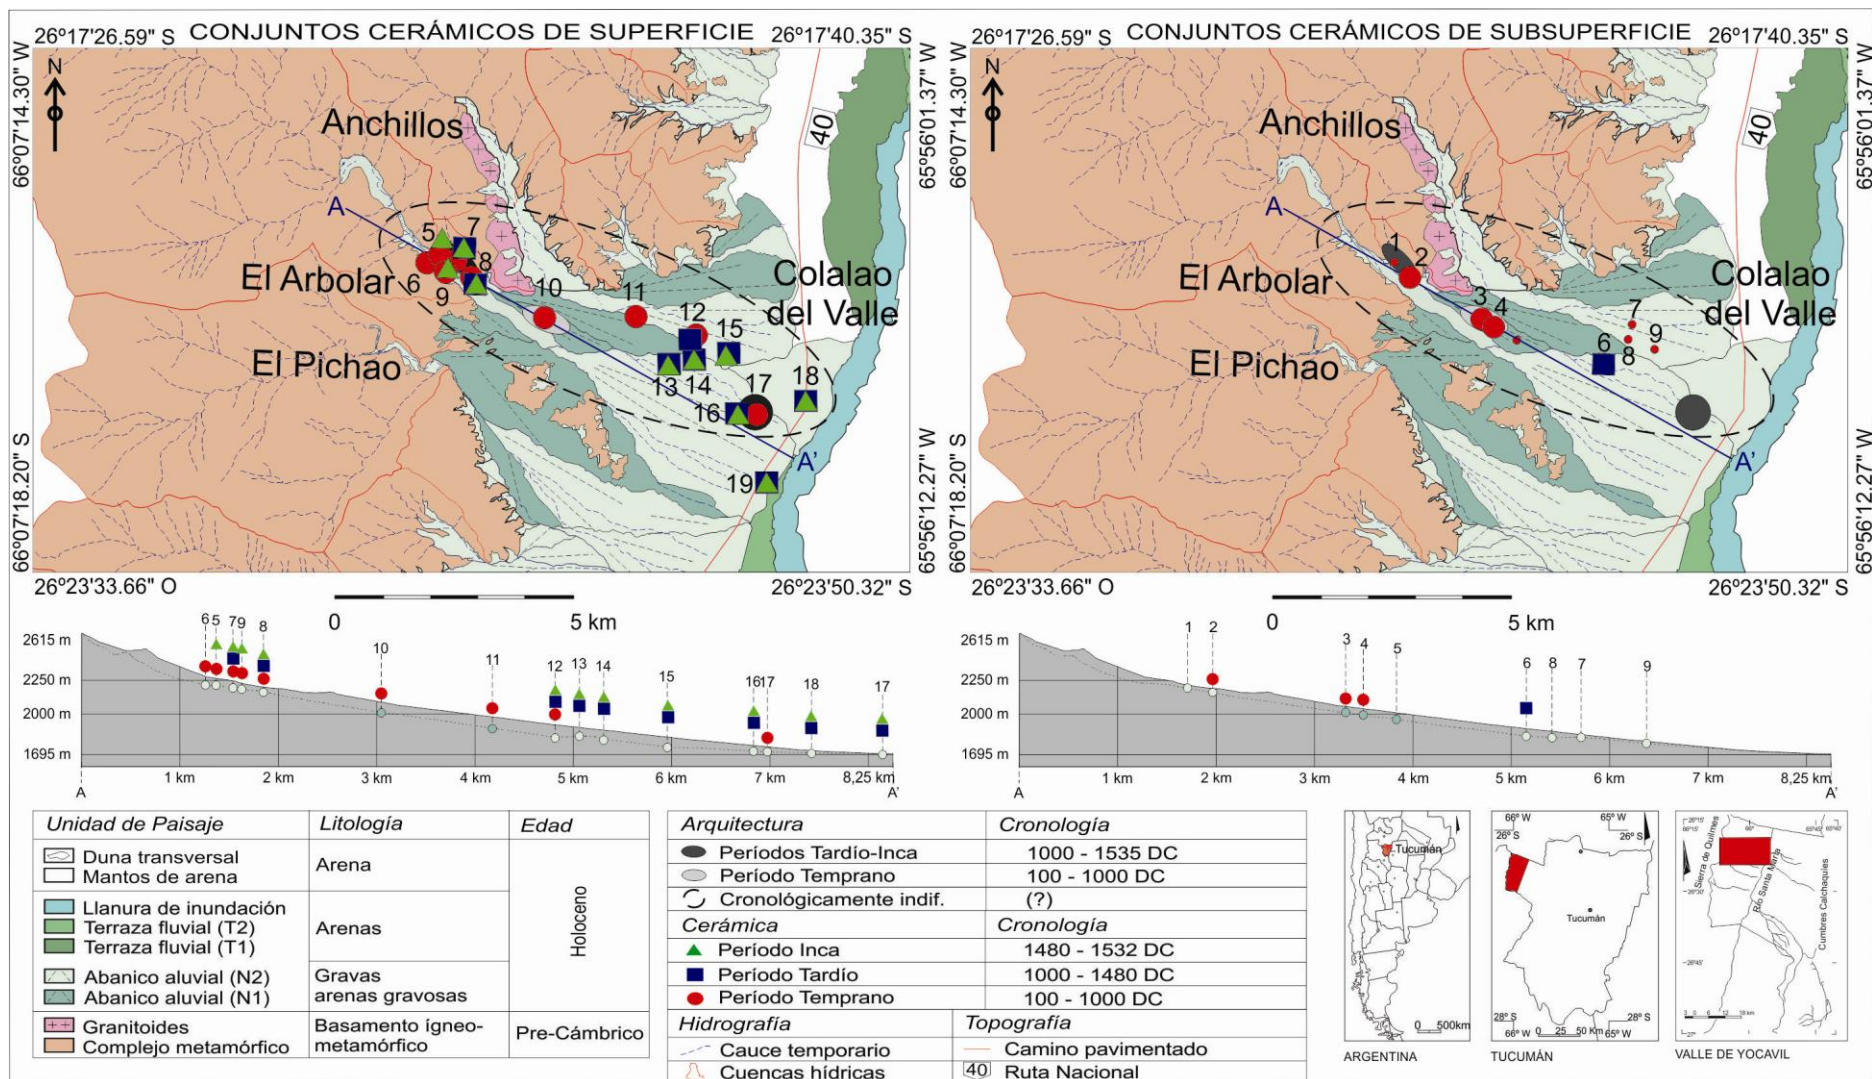 CONJUNTOS CERÁMICOS DE SUPERFICIE
26º17'26.59" S
26º17'40.35" S
66º07'14.30" W
65º56'01.37" W
N
Anchillos
40
A
5
7
El Arbolar
6
8
9
10
11
12
15
Colalao
del Valle
El Pichao
13
14
16
17
18
A'
19
66º07'18.20" S
65º56'12.27" W
26º23'33.66" O
26º23'50.32" S
0
5 km
CONJUNTOS CERÁMICOS DE SUBSUPERFICIE
26º17'26.59" S
26º17'40.35" S
66º07'14.30" W
65º56'01.37" W
N
Anchillos
40
A
1
2
El Arbolar
3
4
7
Colalao
del Valle
6
8
9
El Pichao
A'
66º07'18.20" S
65º56'12.27" W
26º23'33.66" O
26º23'50.32" S
0
5 km
2615 m
2250 m
2000 m
1695 m
6 5 7 9 8 10 11 12 13 14 15 16 17 18 17
1 km 2 km 3 km 4 km 5 km 6 km 7 km 8,25 km
A A'
2615 m
2250 m
2000 m
1695 m
1 2 3 4 5 6 8 7 9
1 km 2 km 3 km 4 km 5 km 6 km 7 km 8,25 km
A A'
Unidad de Paisaje Litología Edad
Duna transversal
Mantos de arena
Arena
Llanura de inundación
Terraza fluvial (T2)
Terraza fluvial (T1)
Arenas
Abanico aluvial (N2)
Abanico aluvial (N1)
Gravas
arenas gravosas
Holoceno
Granitoides
Complejo metamórfico
Basamento ígneo-
metamórfico
Pre-Cámbrico
Arquitectura Cronología
Períodos Tardío-Inca 1000 - 1535 DC
Período Temprano 100 - 1000 DC
Cronológicamente indif. (?)
Cerámica Cronología
Período Inca 1480 - 1532 DC
Período Tardío 1000 - 1480 DC
Período Temprano 100 - 1000 DC
Hidrografía Topografía
Cauce temporario Camino pavimentado
Cuencas hídricas 40 Ruta Nacional
Tucumán
0 500km
ARGENTINA
66º W 65º W
26º S 26º S
Tucumán
28º S 28º S
66º W 0 25 50 Km 65º W
TUCUMÁN
26º15'
66º15' 66º 65º45' 65º40'
Sierra de Quilmes
Río Santa María
Cumbres Calchaquíes
26º30'
26º45'
27º
VALLE DE YOCAVIL